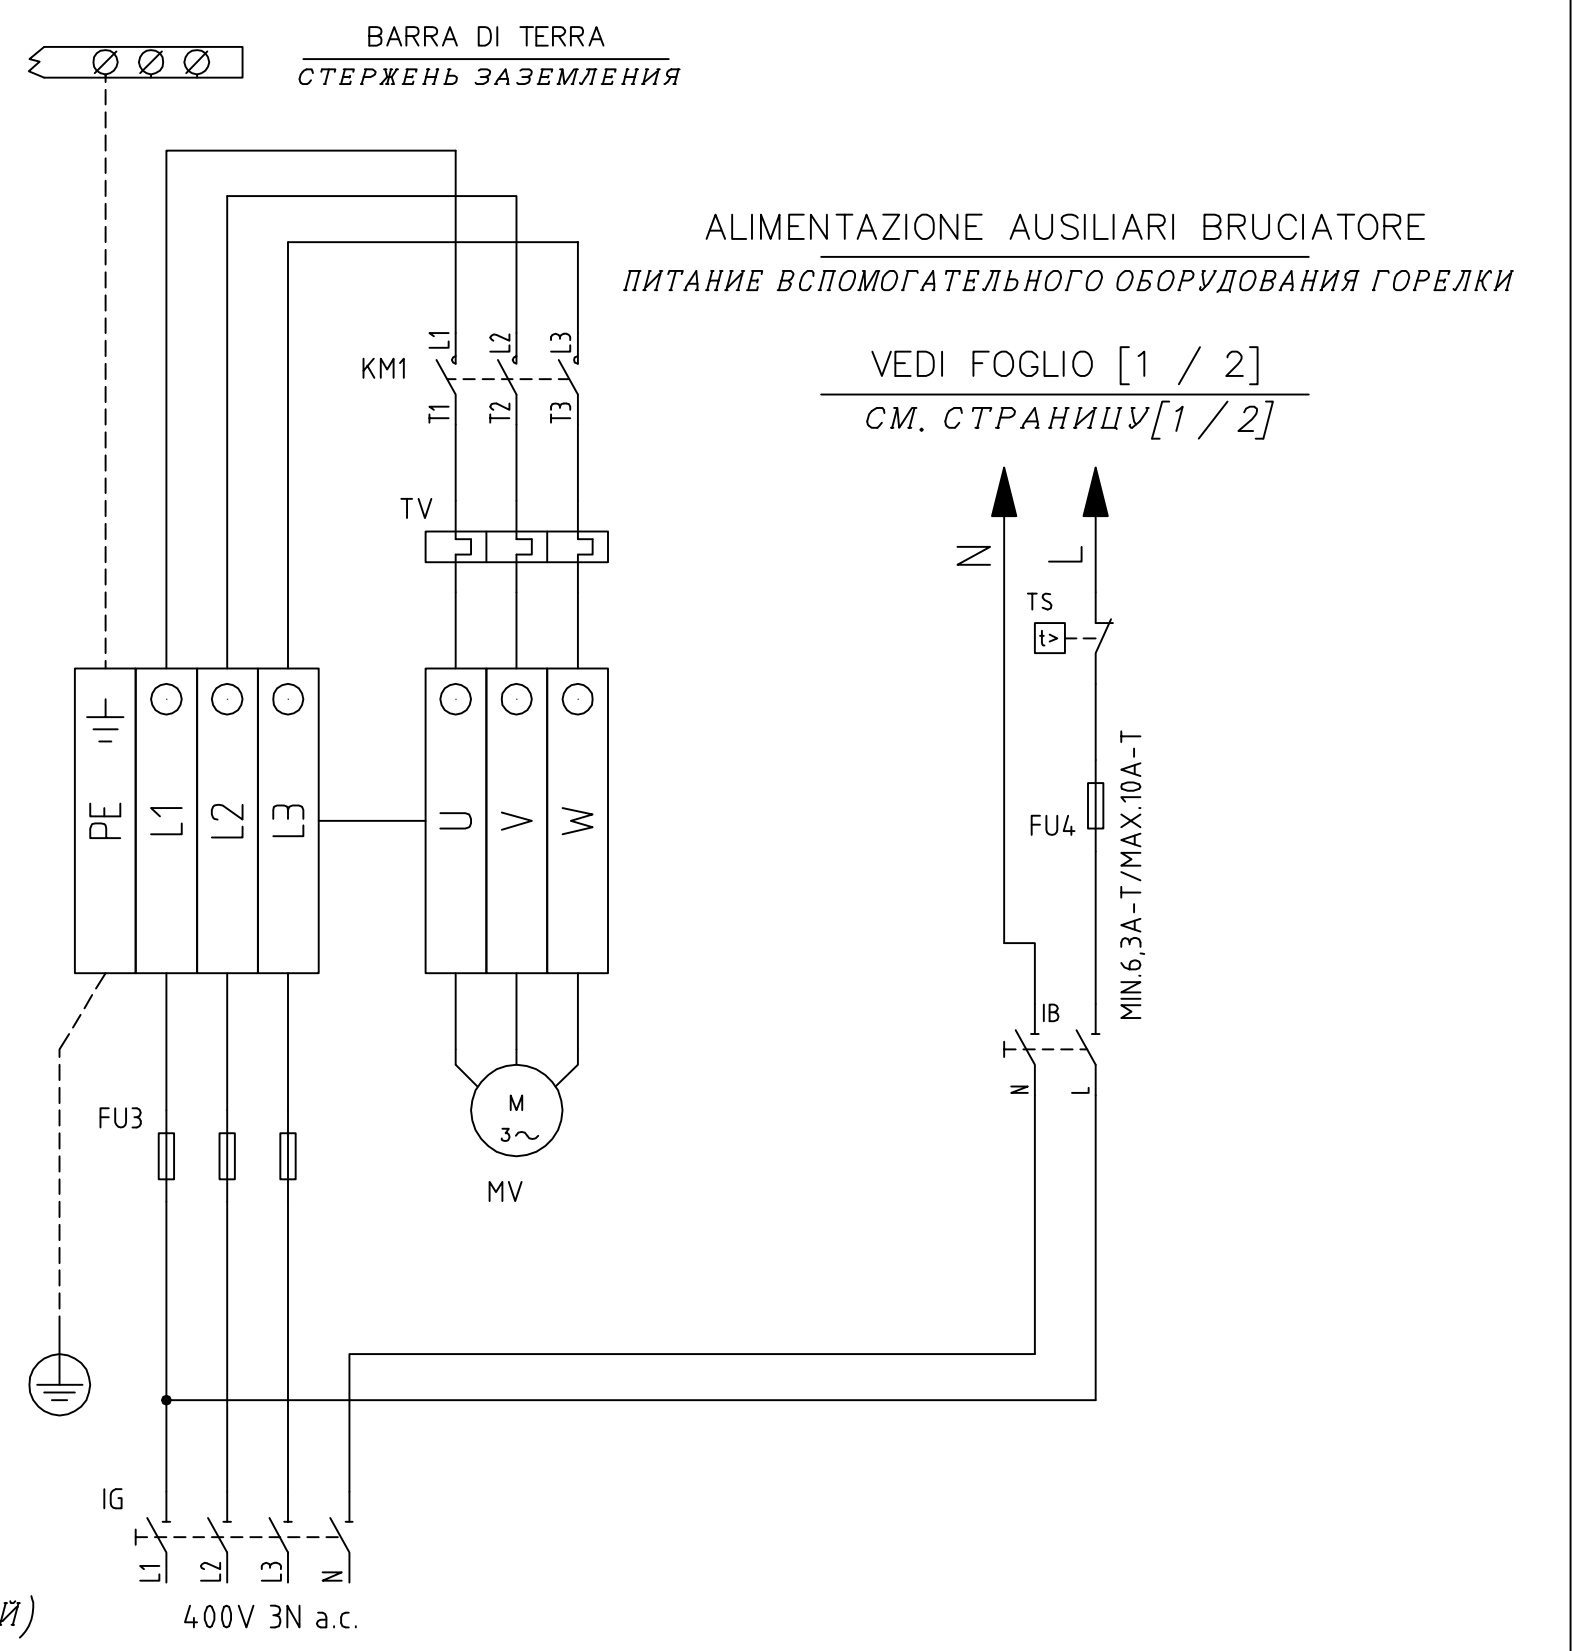 BARRA DI TERRA
СТЕРЖЕНЬ ЗАЗЕМЛЕНИЯ
ALIMENTAZIONE AUSILIARI BRUCIATORE
ПИТАНИЕ ВСПОМОГАТЕЛЬНОГО ОБОРУДОВАНИЯ ГОРЕЛКИ
VEDI FOGLIO [1 / 2]
СМ. СТРАНИЦУ[1 / 2]
KM1
L1
L2
L3
T1
T2
T3
TV
N
L
TS
t>
PE
L1
L2
L3
U
V
W
FU4
MIN.6,3A-T/MAX.10A-T
IB
N
L
FU3
M
3~
MV
IG
L1
L2
L3
N
400V 3N a.c.
Й)